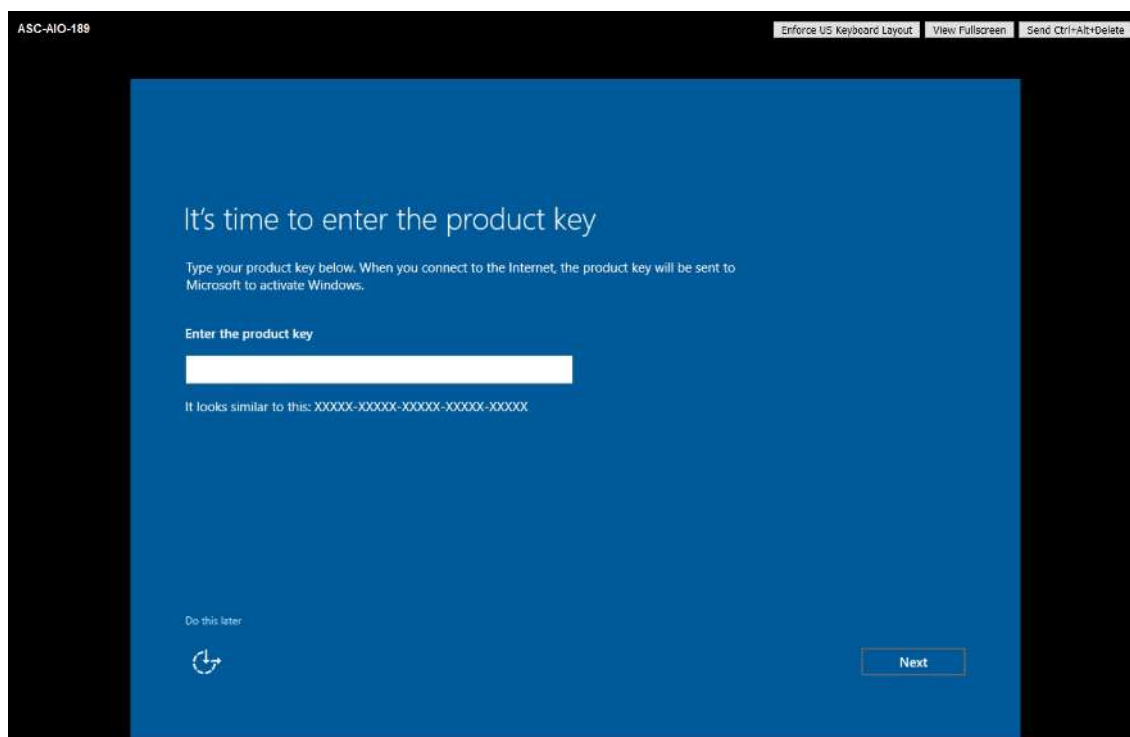 ASC-AIO-189
Enforce US Keyboard Layout
View Fullscreen
Send Ctrl+Alt+Delete
It's time to enter the product key
Type your product key below. When you connect to the Internet, the product key will be sent to
Microsoft to activate Windows.
Enter the product key
It looks similar to this: XXXXX-XXXXX-XXXXX-XXXXX-XXXXX
Do this later
Next